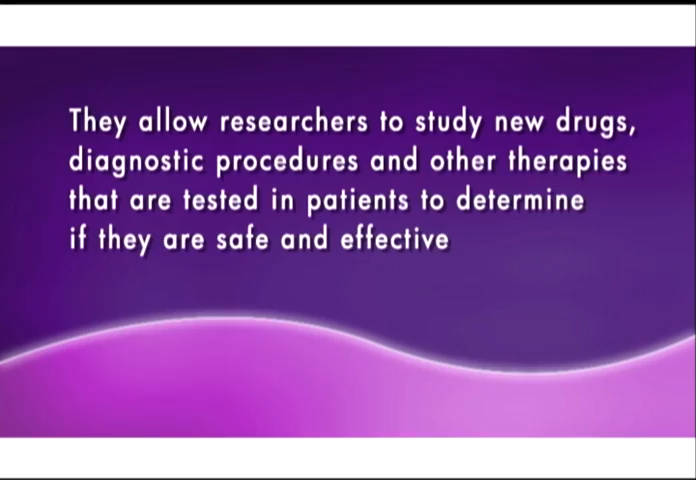 They allow researchers to study new drugs,
diagnostic procedures and other therapies
that are tested in patients to determine
if they are safe and effective